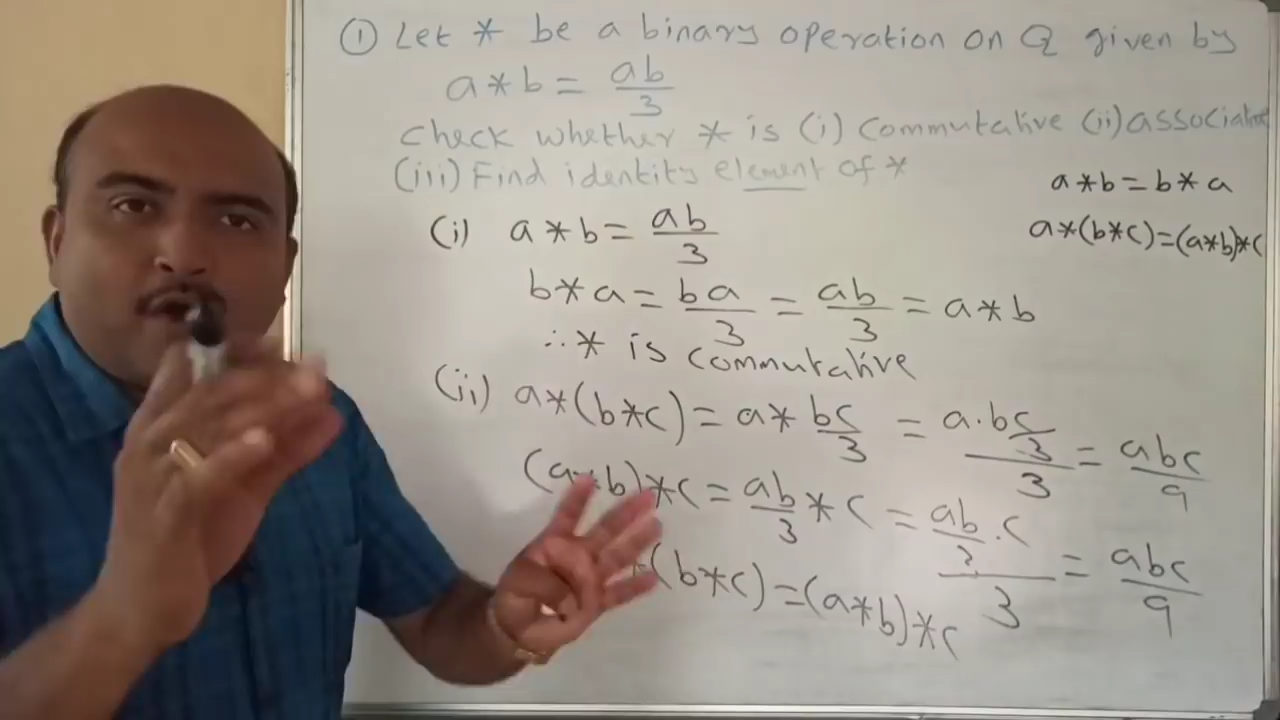 ① Let * be a binary operation on Q given by
a * b = ab/3
Check whether * is (i) Commutative (ii) associative
(iii) Find identity element of *
a * b = b * a
a * (b * c) = (a * b) * c
(i) a * b = ab/3
b * a = ba/3 = ab/3 = a * b
∴ * is commutative
(ii) a * (b * c) = a * bc/3 = (a . bc/3)/3 = abc/9
(a * b) * c = ab/3 * c = (ab/3 . c)/3 = abc/9
* (b * c) = (a * b) * c